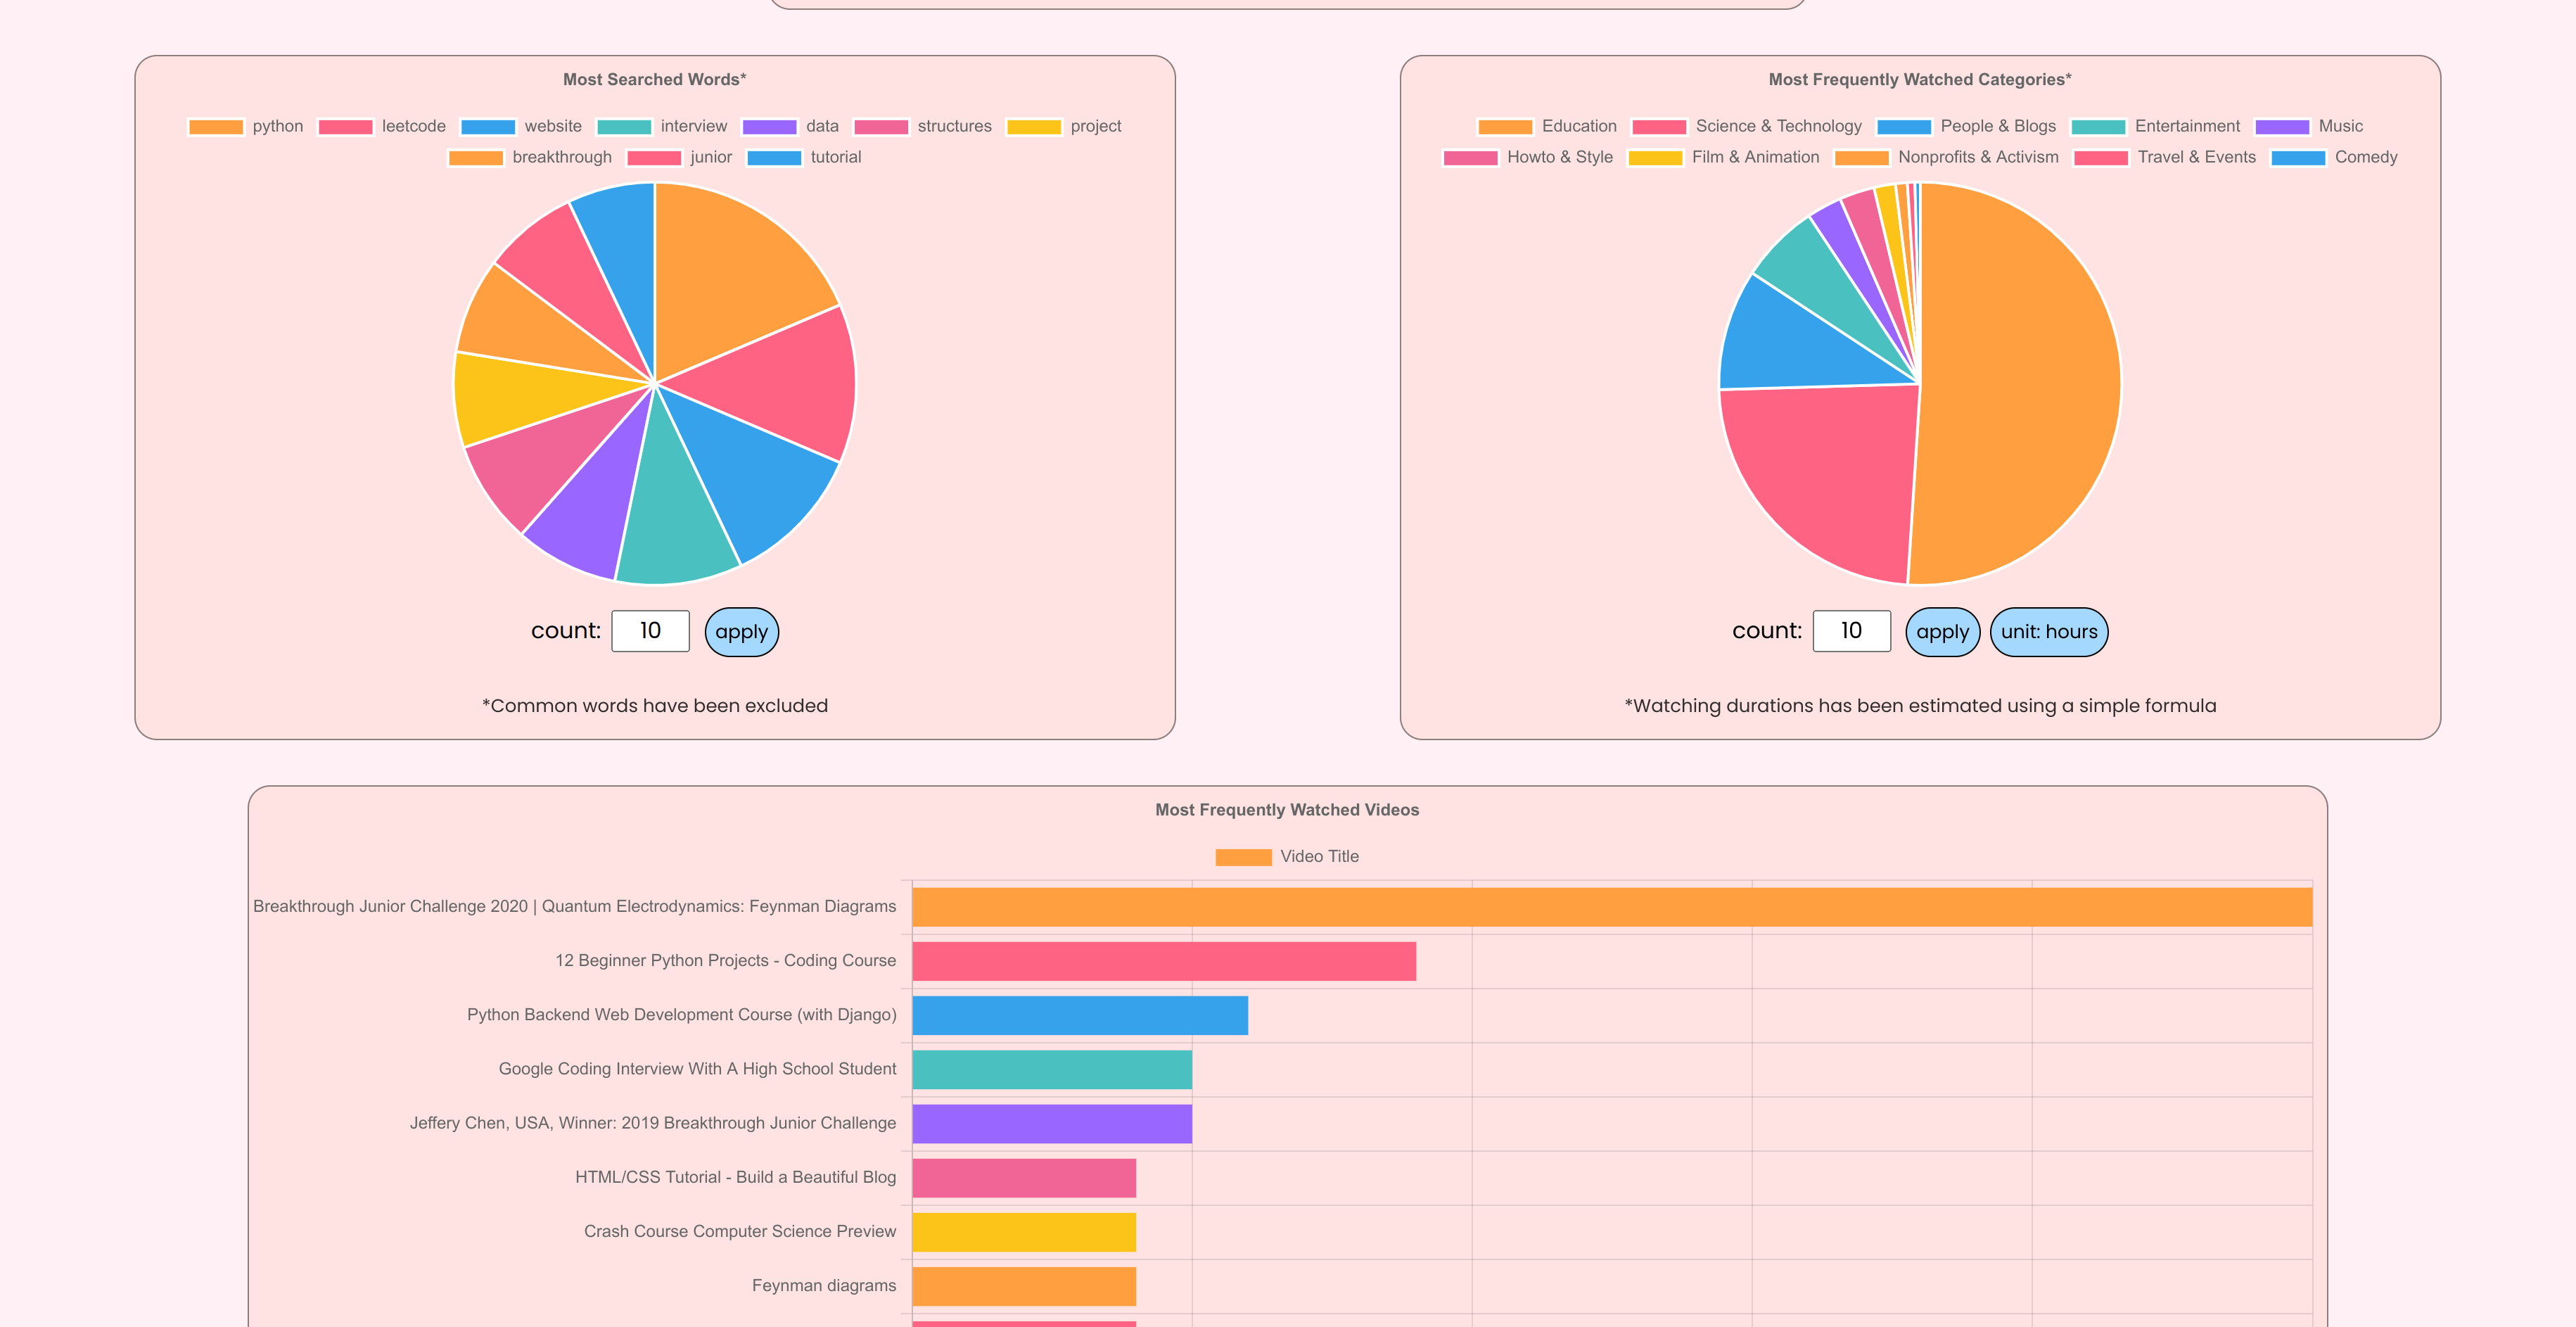 Most Searched Words*
python leetcode website interview data structures project
breakthrough junior tutorial
count: 10 apply
*Common words have been excluded
Most Frequently Watched Categories*
Education Science & Technology People & Blogs Entertainment Music
Howto & Style Film & Animation Nonprofits & Activism Travel & Events Comedy
count: 10 apply unit: hours
*Watching durations has been estimated using a simple formula
Most Frequently Watched Videos
Video Title
Breakthrough Junior Challenge 2020 | Quantum Electrodynamics: Feynman Diagrams
12 Beginner Python Projects - Coding Course
Python Backend Web Development Course (with Django)
Google Coding Interview With A High School Student
Jeffery Chen, USA, Winner: 2019 Breakthrough Junior Challenge
HTML/CSS Tutorial - Build a Beautiful Blog
Crash Course Computer Science Preview
Feynman diagrams